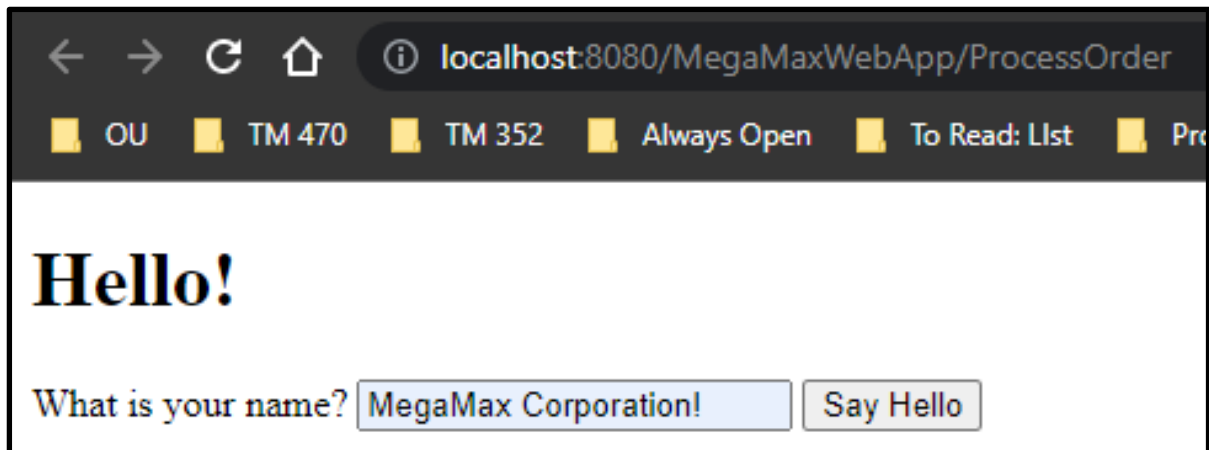 localhost:8080/MegaMaxWebApp/ProcessOrder
OU TM 470 TM 352 Always Open To Read: LIst
Hello!
What is your name? MegaMax Corporation! Say Hello